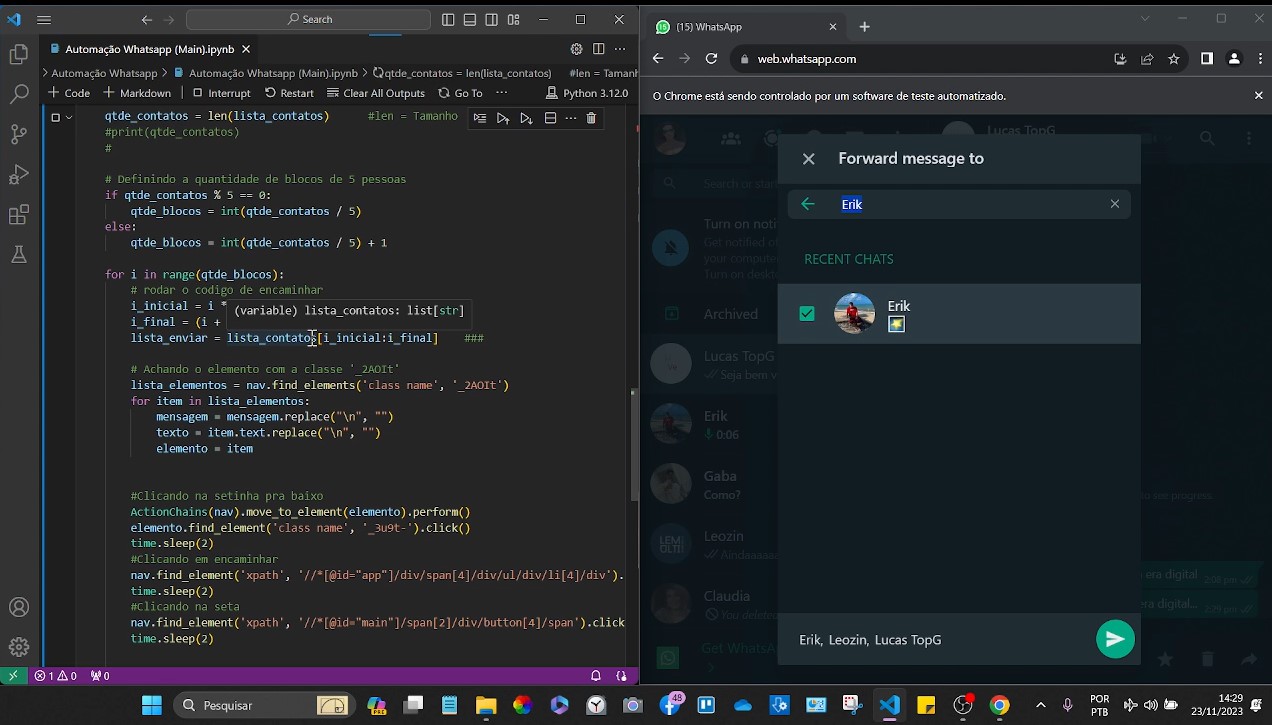 Search
Automação Whatsapp (Main).ipynb
Automação Whatsapp > Automação Whatsapp (Main).ipynb > qtde_contatos = len(lista_contatos) #len = Tamanh
+ Code + Markdown Interrupt Restart Clear All Outputs Go To ... Python 3.12.0
qtde_contatos = len(lista_contatos) #len = Tamanho
#print(qtde_contatos)
#
# Definindo a quantidade de blocos de 5 pessoas
if qtde_contatos % 5 == 0:
qtde_blocos = int(qtde_contatos / 5)
else:
qtde_blocos = int(qtde_contatos / 5) + 1
for i in range(qtde_blocos):
# rodar o codigo de encaminhar
i_inicial = i *
(variable) lista_contatos: list[str]
i_final = (i +
lista_enviar = lista_contatos[i_inicial:i_final] ###
# Achando o elemento com a classe '_2AOIt'
lista_elementos = nav.find_elements('class name', '_2AOIt')
for item in lista_elementos:
mensagem = mensagem.replace("\n", "")
texto = item.text.replace("\n", "")
elemento = item
#Clicando na setinha pra baixo
ActionChains(nav).move_to_element(elemento).perform()
elemento.find_element('class name', '_3u9t-').click()
time.sleep(2)
#Clicando em encaminhar
nav.find_element('xpath', '//*[@id="app"]/div/span[4]/div/ul/div/li[4]/div').
time.sleep(2)
#Clicando na seta
nav.find_element('xpath', '//*[@id="main"]/span[2]/div/button[4]/span').click
time.sleep(2)
1 0 0
(15) WhatsApp
web.whatsapp.com
O Chrome está sendo controlado por um software de teste automatizado.
Lucas TopG
Search or star
Turn on notif
Get notified of
your compute
Turn on deskt
Archived
Lucas TopG
Seja bem v
Erik
0:06
Gaba
Como?
Leozin
Aindaaaaaa
Claudia
You deleted
Get WhatsA
Forward message to
Erik
RECENT CHATS
Erik
Erik, Leozin, Lucas TopG
era digital 2:08 pm
ra digital... 2:29 pm
Pesquisar
48
POR
PTB
14:29
23/11/2023